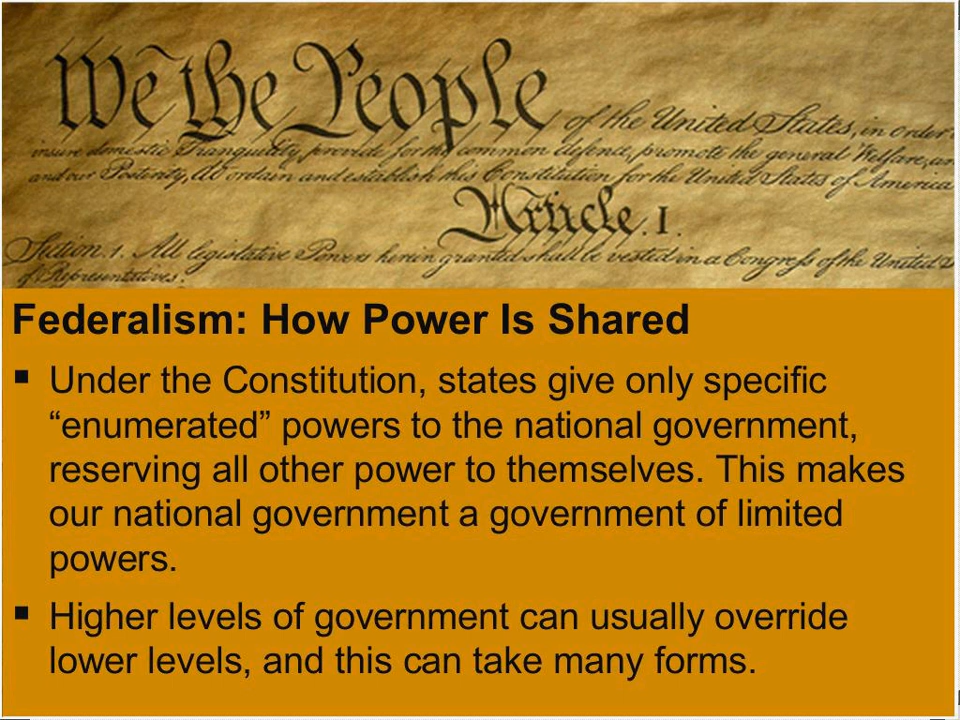 We the People
of the United States, in order
insure domestic Tranquility, provide for the common defence, promote the general Welfare, an
and our Posterity, do ordain and establish this Constitution for the United States of America
Article. I.
Section. 1. All legislative Powers herein granted shall be vested in a Congress of the United S
of Representatives.
Federalism: How Power Is Shared
▪ Under the Constitution, states give only specific
“enumerated” powers to the national government,
reserving all other power to themselves. This makes
our national government a government of limited
powers.
▪ Higher levels of government can usually override
lower levels, and this can take many forms.